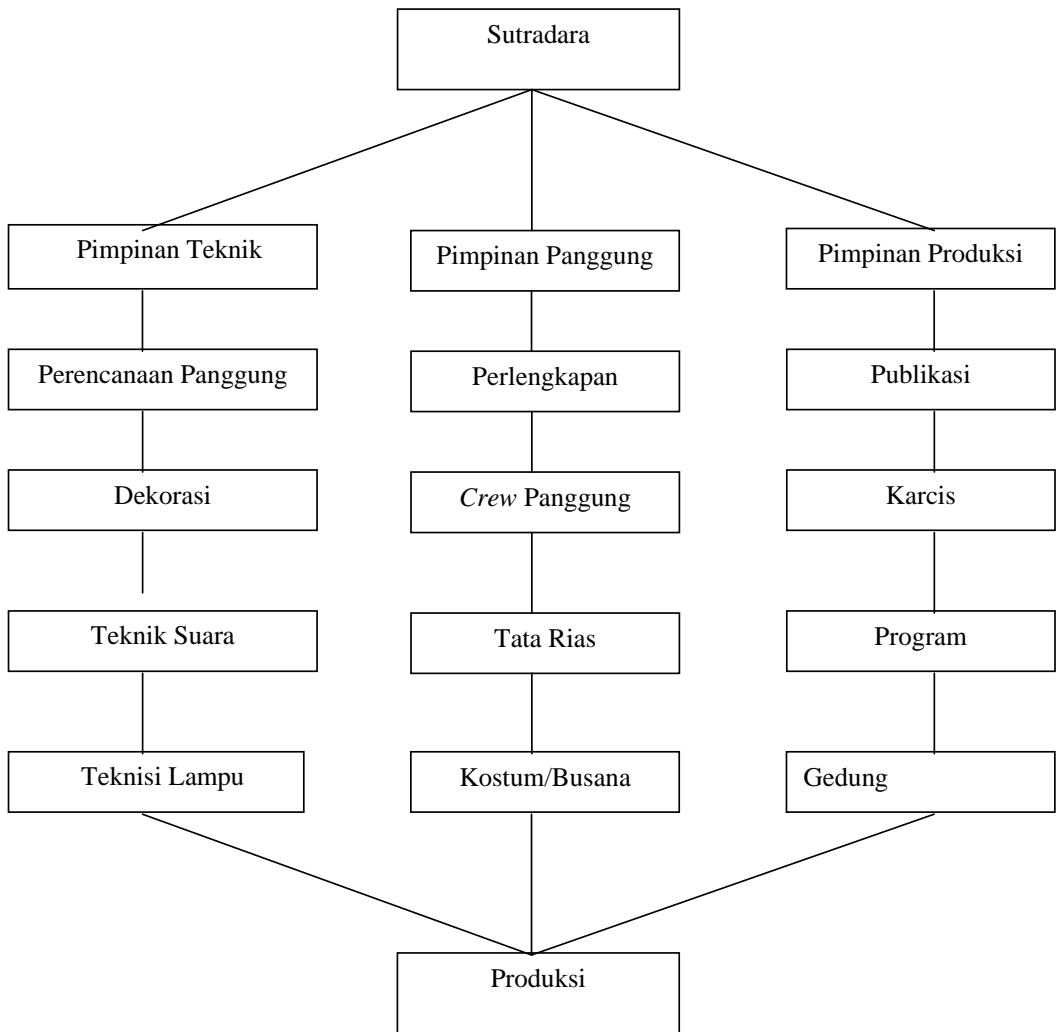 Sutradara
Pimpinan Teknik
Pimpinan Panggung
Pimpinan Produksi
Perencanaan Panggung
Perlengkapan
Publikasi
Dekorasi
Crew Panggung
Karcis
Teknik Suara
Tata Rias
Program
Teknisi Lampu
Kostum/Busana
Gedung
Produksi